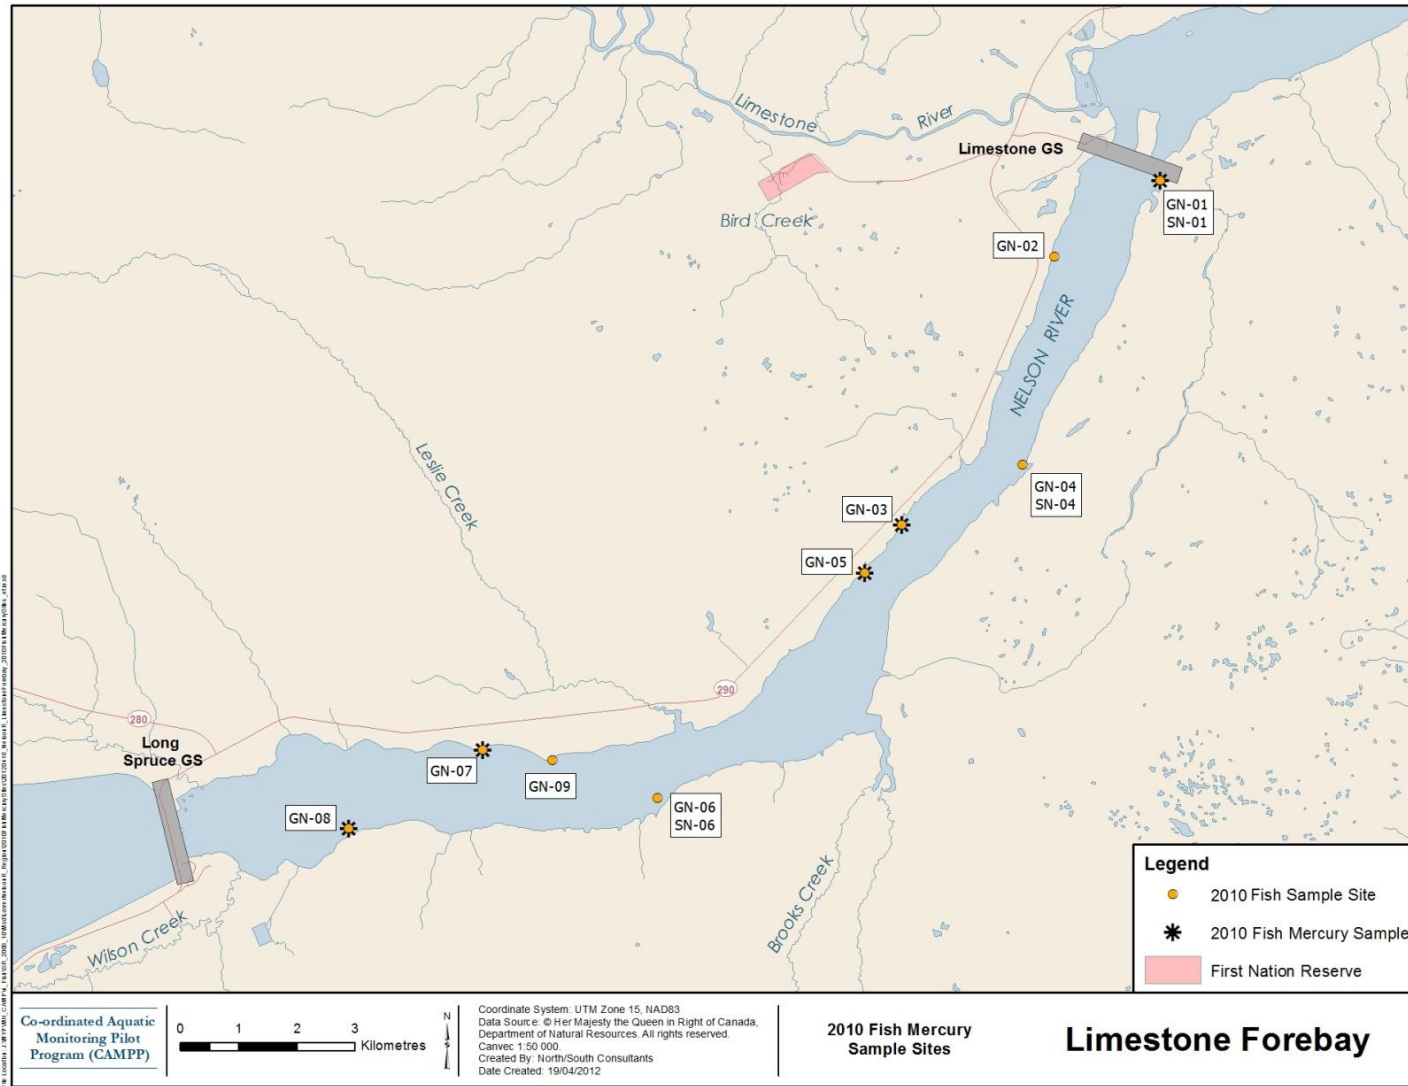 Limestone
River
Limestone GS
GN-01
SN-01
Bird Creek
GN-02
NELSON RIVER
Leslie Creek
GN-04
SN-04
GN-03
GN-05
290
280
Long
Spruce GS
GN-07
GN-09
GN-06
SN-06
GN-08
Brooks Creek
Wilson Creek
Legend
2010 Fish Sample Site
2010 Fish Mercury Sample
First Nation Reserve
Co-ordinated Aquatic
Monitoring Pilot
Program (CAMPP)
0 1 2 3
Kilometres
N
Coordinate System: UTM Zone 15, NAD83
Data Source: © Her Majesty the Queen in Right of Canada,
Department of Natural Resources. All rights reserved.
Canvec 1:50 000.
Created By: North/South Consultants
Date Created: 19/04/2012
2010 Fish Mercury
Sample Sites
Limestone Forebay